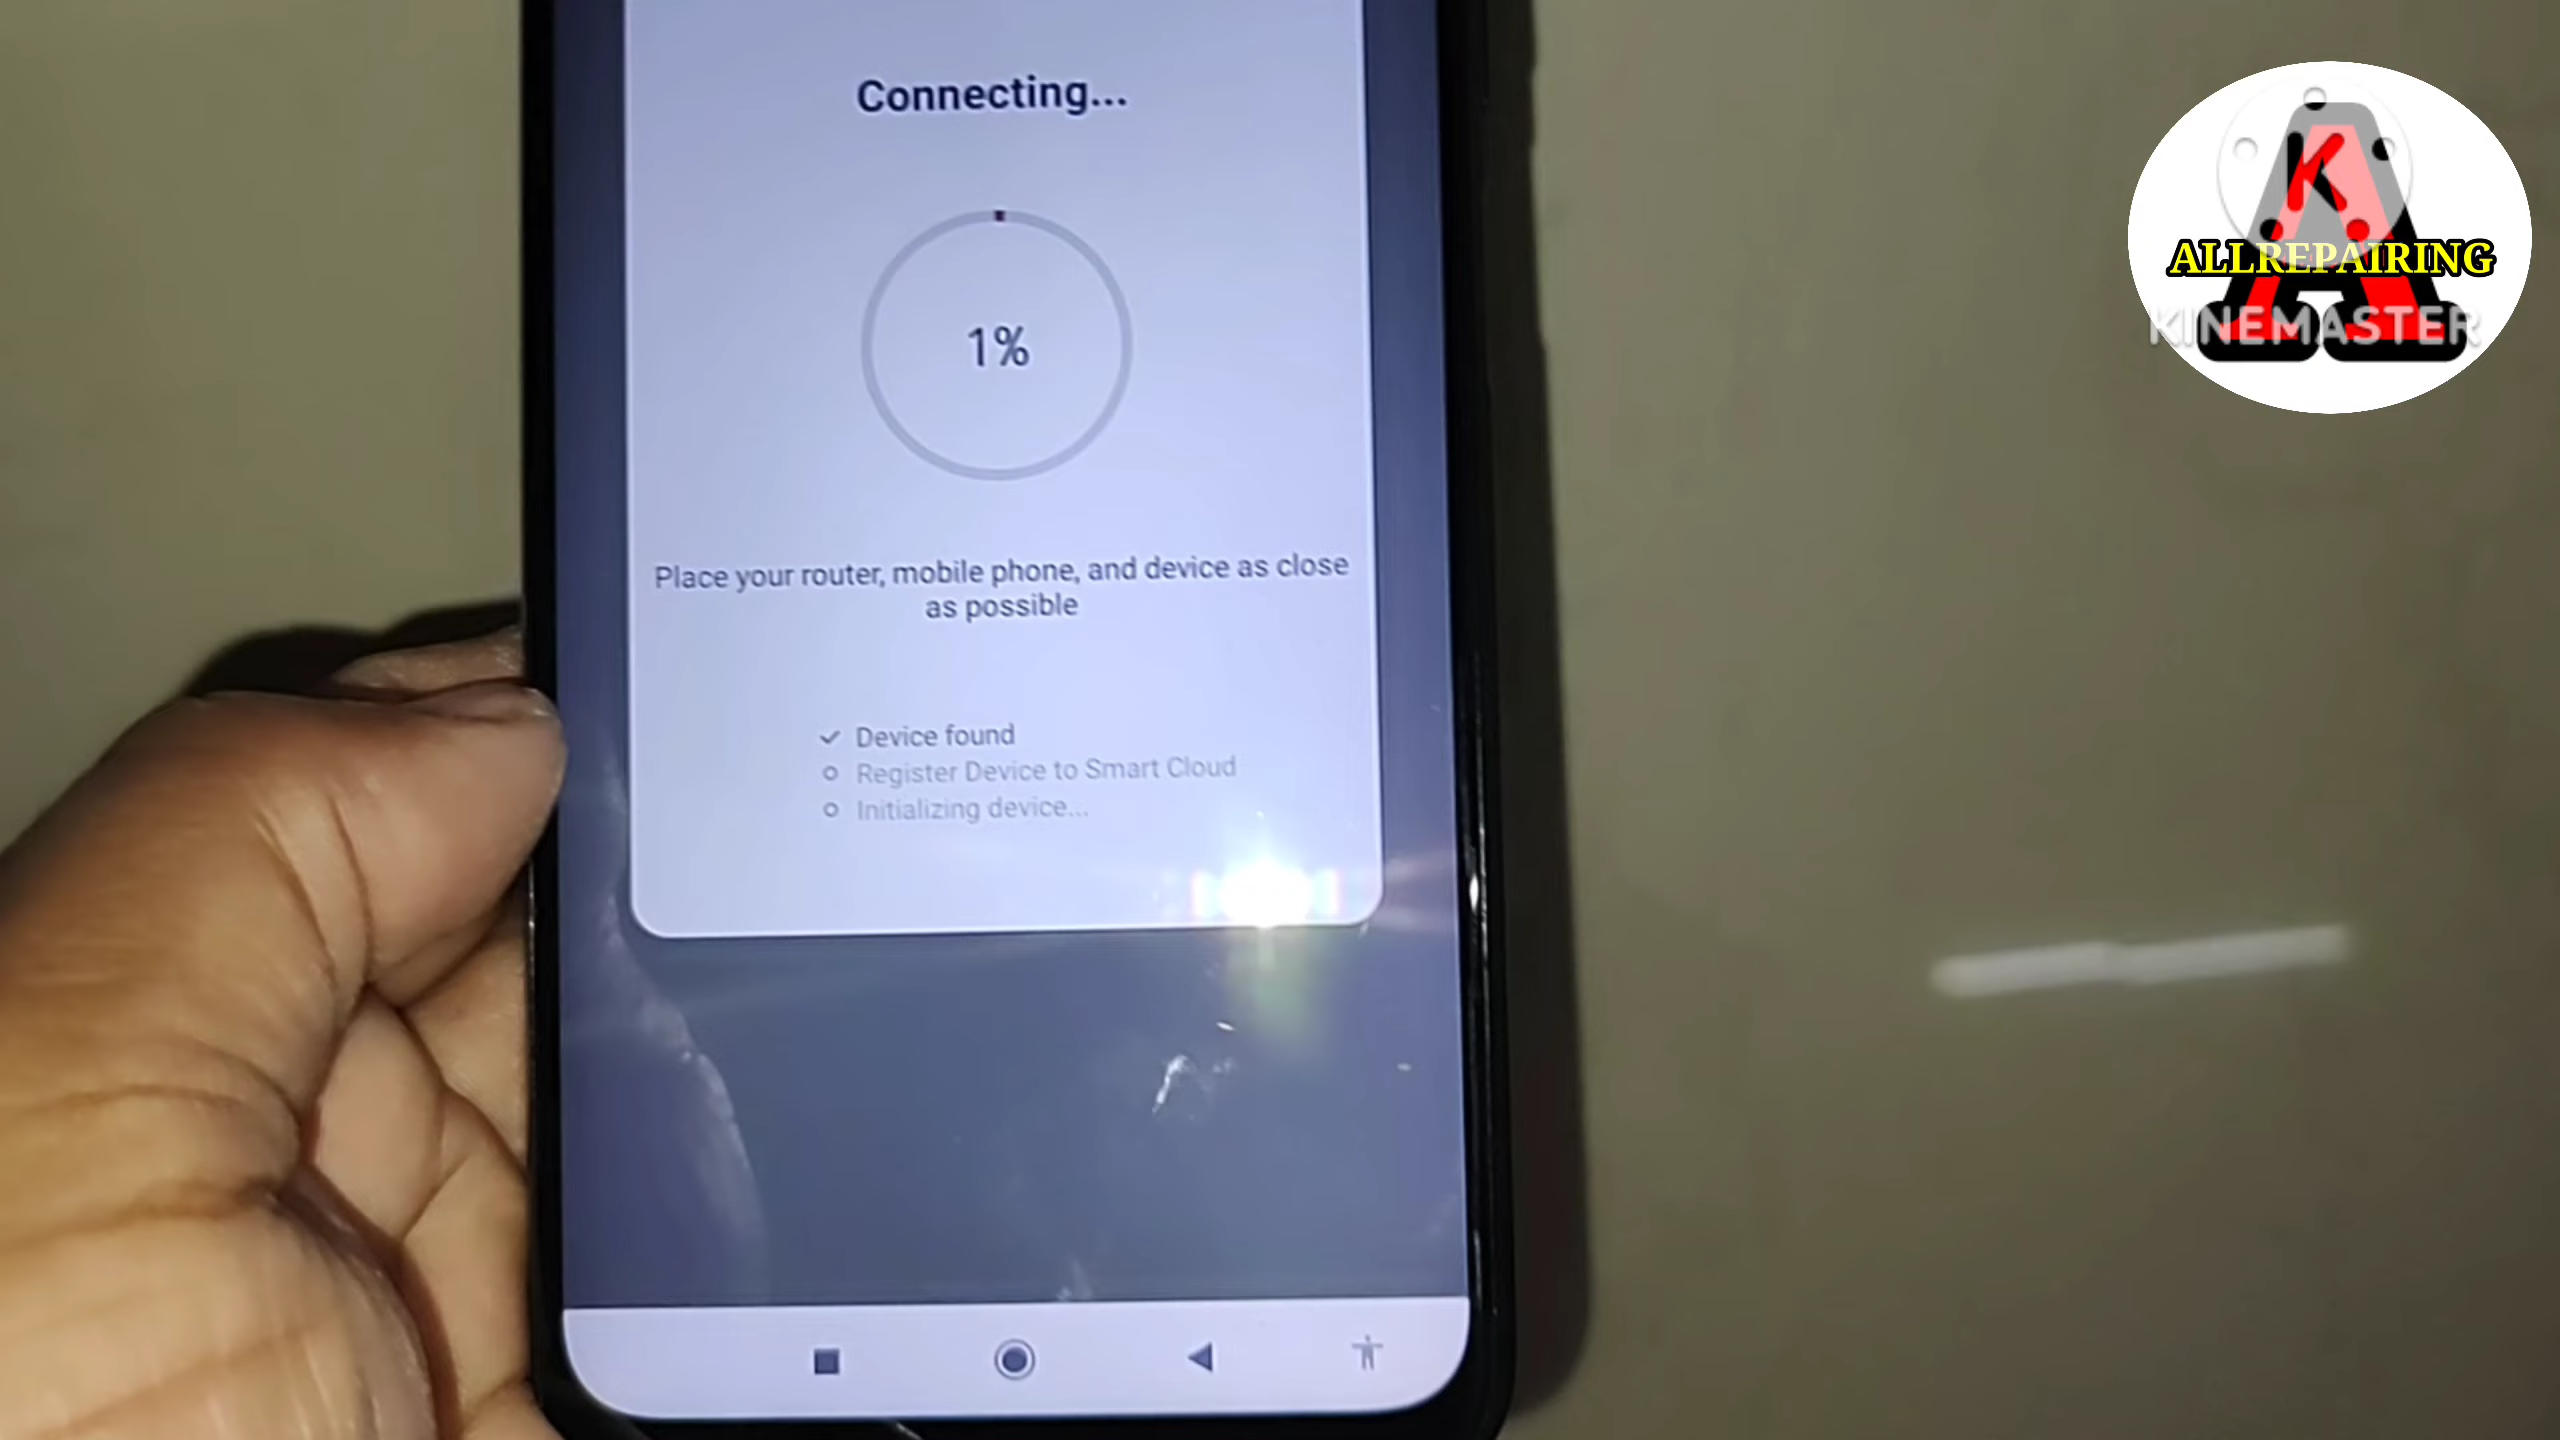 Connecting...
1%
Place your router, mobile phone, and device as close
as possible
Device found
Register Device to Smart Cloud
Initializing device...
K
ALLREPAIRING
KINEMASTER